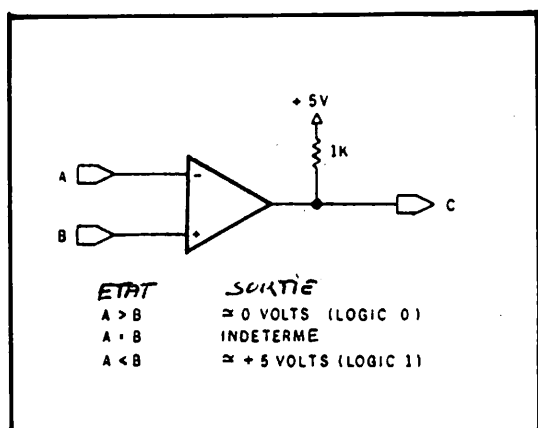 + 5V
1K
A
-
B
+
C
ETAT SORTIE
A > B ≃ 0 VOLTS (LOGIC 0)
A = B INDETERME
A < B ≃ + 5 VOLTS (LOGIC 1)